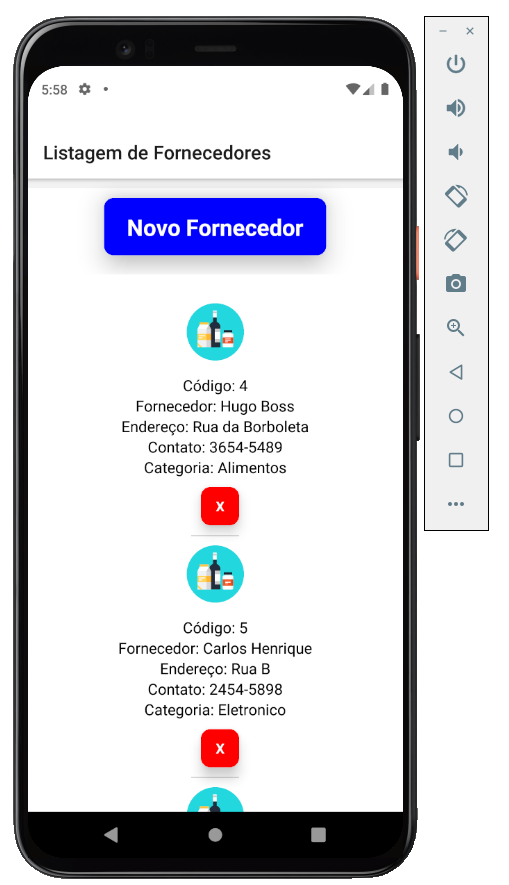 5:58
Listagem de Fornecedores
Novo Fornecedor
Código: 4
Fornecedor: Hugo Boss
Endereço: Rua da Borboleta
Contato: 3654-5489
Categoria: Alimentos
X
Código: 5
Fornecedor: Carlos Henrique
Endereço: Rua B
Contato: 2454-5898
Categoria: Eletronico
X